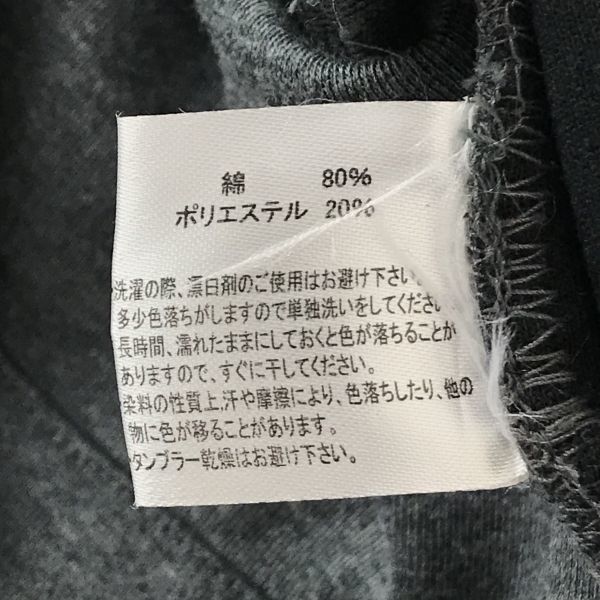 綿 80%
ポリエステル 20%
洗濯の際、漂白剤のご使用はお避け下さい。
多少色落ちがしますので単独洗いをしてください
長時間、濡れたままにしておくと色が落ちることが
ありますので、すぐに干してください。
染料の性質上、汗や摩擦により、色落ちしたり、他の
物に色が移ることがあります。
タンブラー乾燥はお避け下さい。